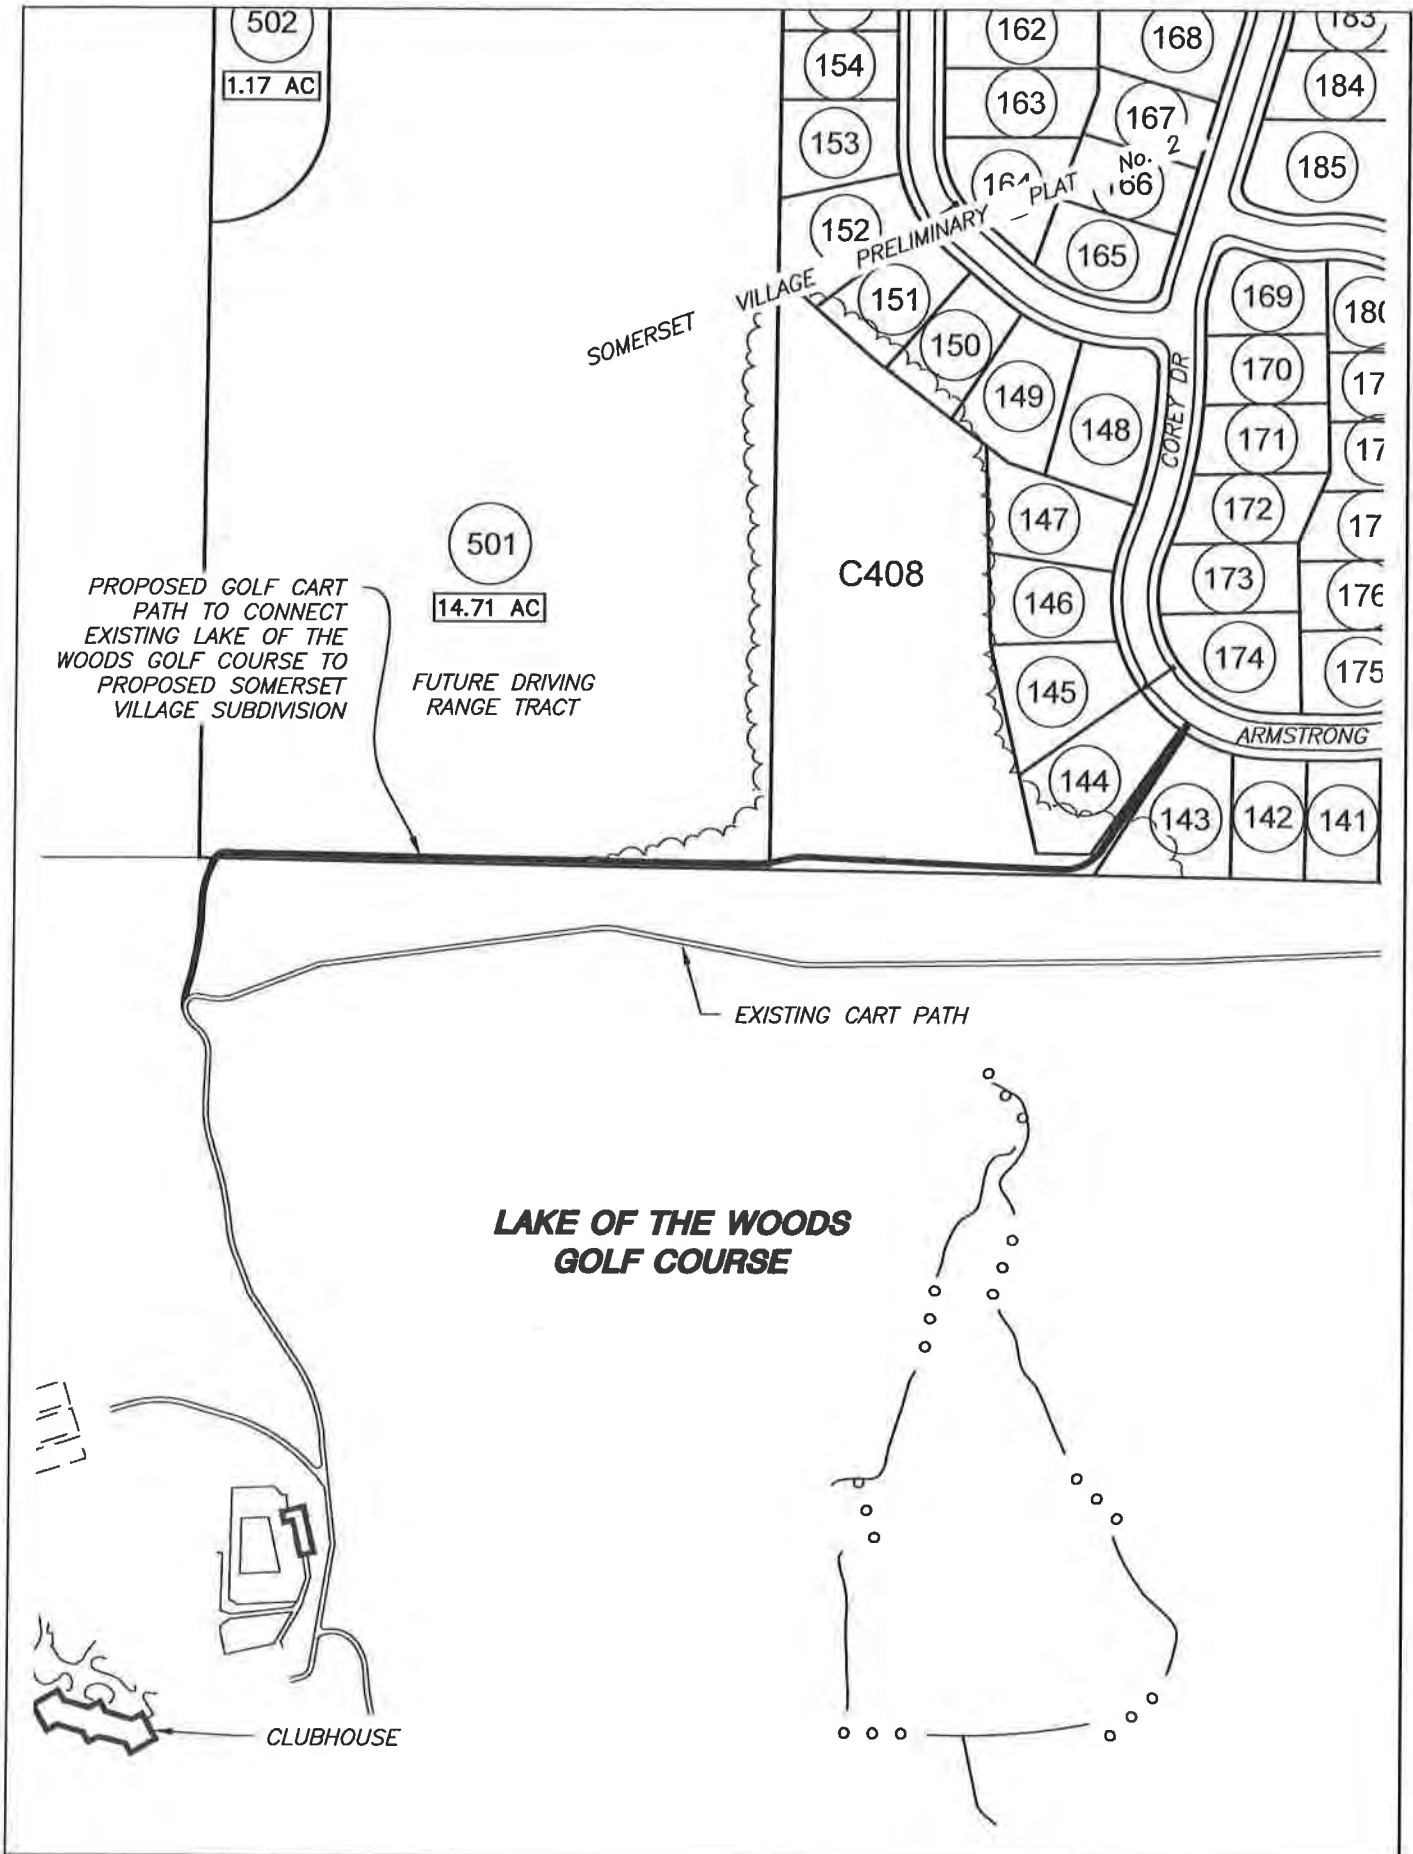 502
1.17 AC
154
153
152
151
150
149
148
147
146
145
144
143
142
141
162
163
164
165
166
167
168
183
184
185
169
170
171
172
173
174
175
176
SOMERSET VILLAGE PRELIMINARY PLAT No. 2
COREY DR
ARMSTRONG
C408
501
14.71 AC
FUTURE DRIVING
RANGE TRACT
PROPOSED GOLF CART
PATH TO CONNECT
EXISTING LAKE OF THE
WOODS GOLF COURSE TO
PROPOSED SOMERSET
VILLAGE SUBDIVISION
EXISTING CART PATH
LAKE OF THE WOODS
GOLF COURSE
CLUBHOUSE